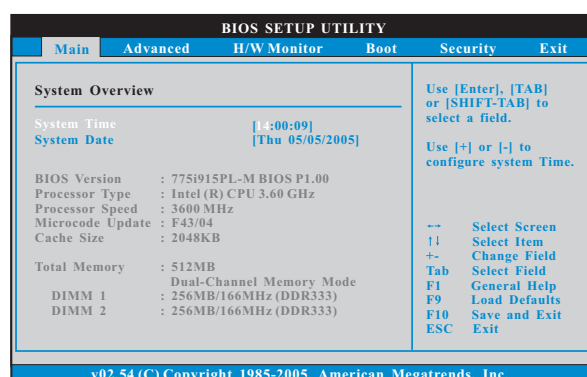 BIOS SETUP UTILITY
Main Advanced H/W Monitor Boot Security Exit
System Overview
System Time [14:00:09]
System Date [Thu 05/05/2005]
BIOS Version : 775i915PL-M BIOS P1.00
Processor Type : Intel (R) CPU 3.60 GHz
Processor Speed : 3600 MHz
Microcode Update : F43/04
Cache Size : 2048KB
Total Memory : 512MB
Dual-Channel Memory Mode
DIMM 1 : 256MB/166MHz (DDR333)
DIMM 2 : 256MB/166MHz (DDR333)
Use [Enter], [TAB]
or [SHIFT-TAB] to
select a field.
Use [+] or [-] to
configure system Time.
↔ Select Screen
↑↓ Select Item
+- Change Field
Tab Select Field
F1 General Help
F9 Load Defaults
F10 Save and Exit
ESC Exit
v02.54 (C) Copyright 1985-2005, American Megatrends, Inc.